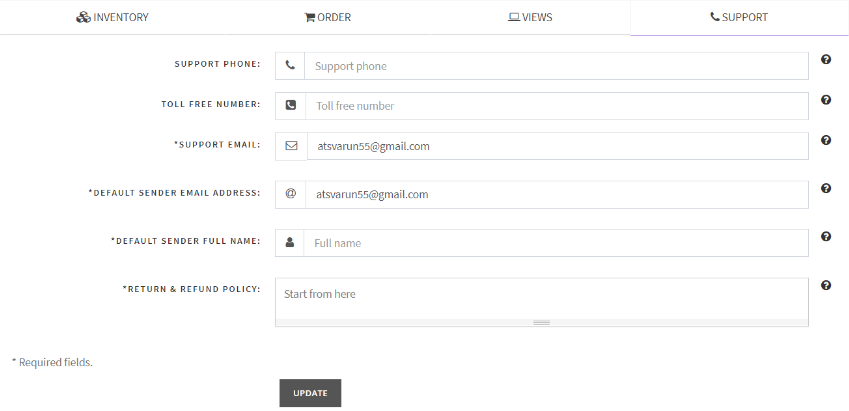 INVENTORY ORDER VIEWS SUPPORT
SUPPORT PHONE: Support phone
TOLL FREE NUMBER: Toll free number
*SUPPORT EMAIL: atsvarun55@gmail.com
*DEFAULT SENDER EMAIL ADDRESS: @ atsvarun55@gmail.com
*DEFAULT SENDER FULL NAME: Full name
*RETURN & REFUND POLICY: Start from here
* Required fields.
UPDATE